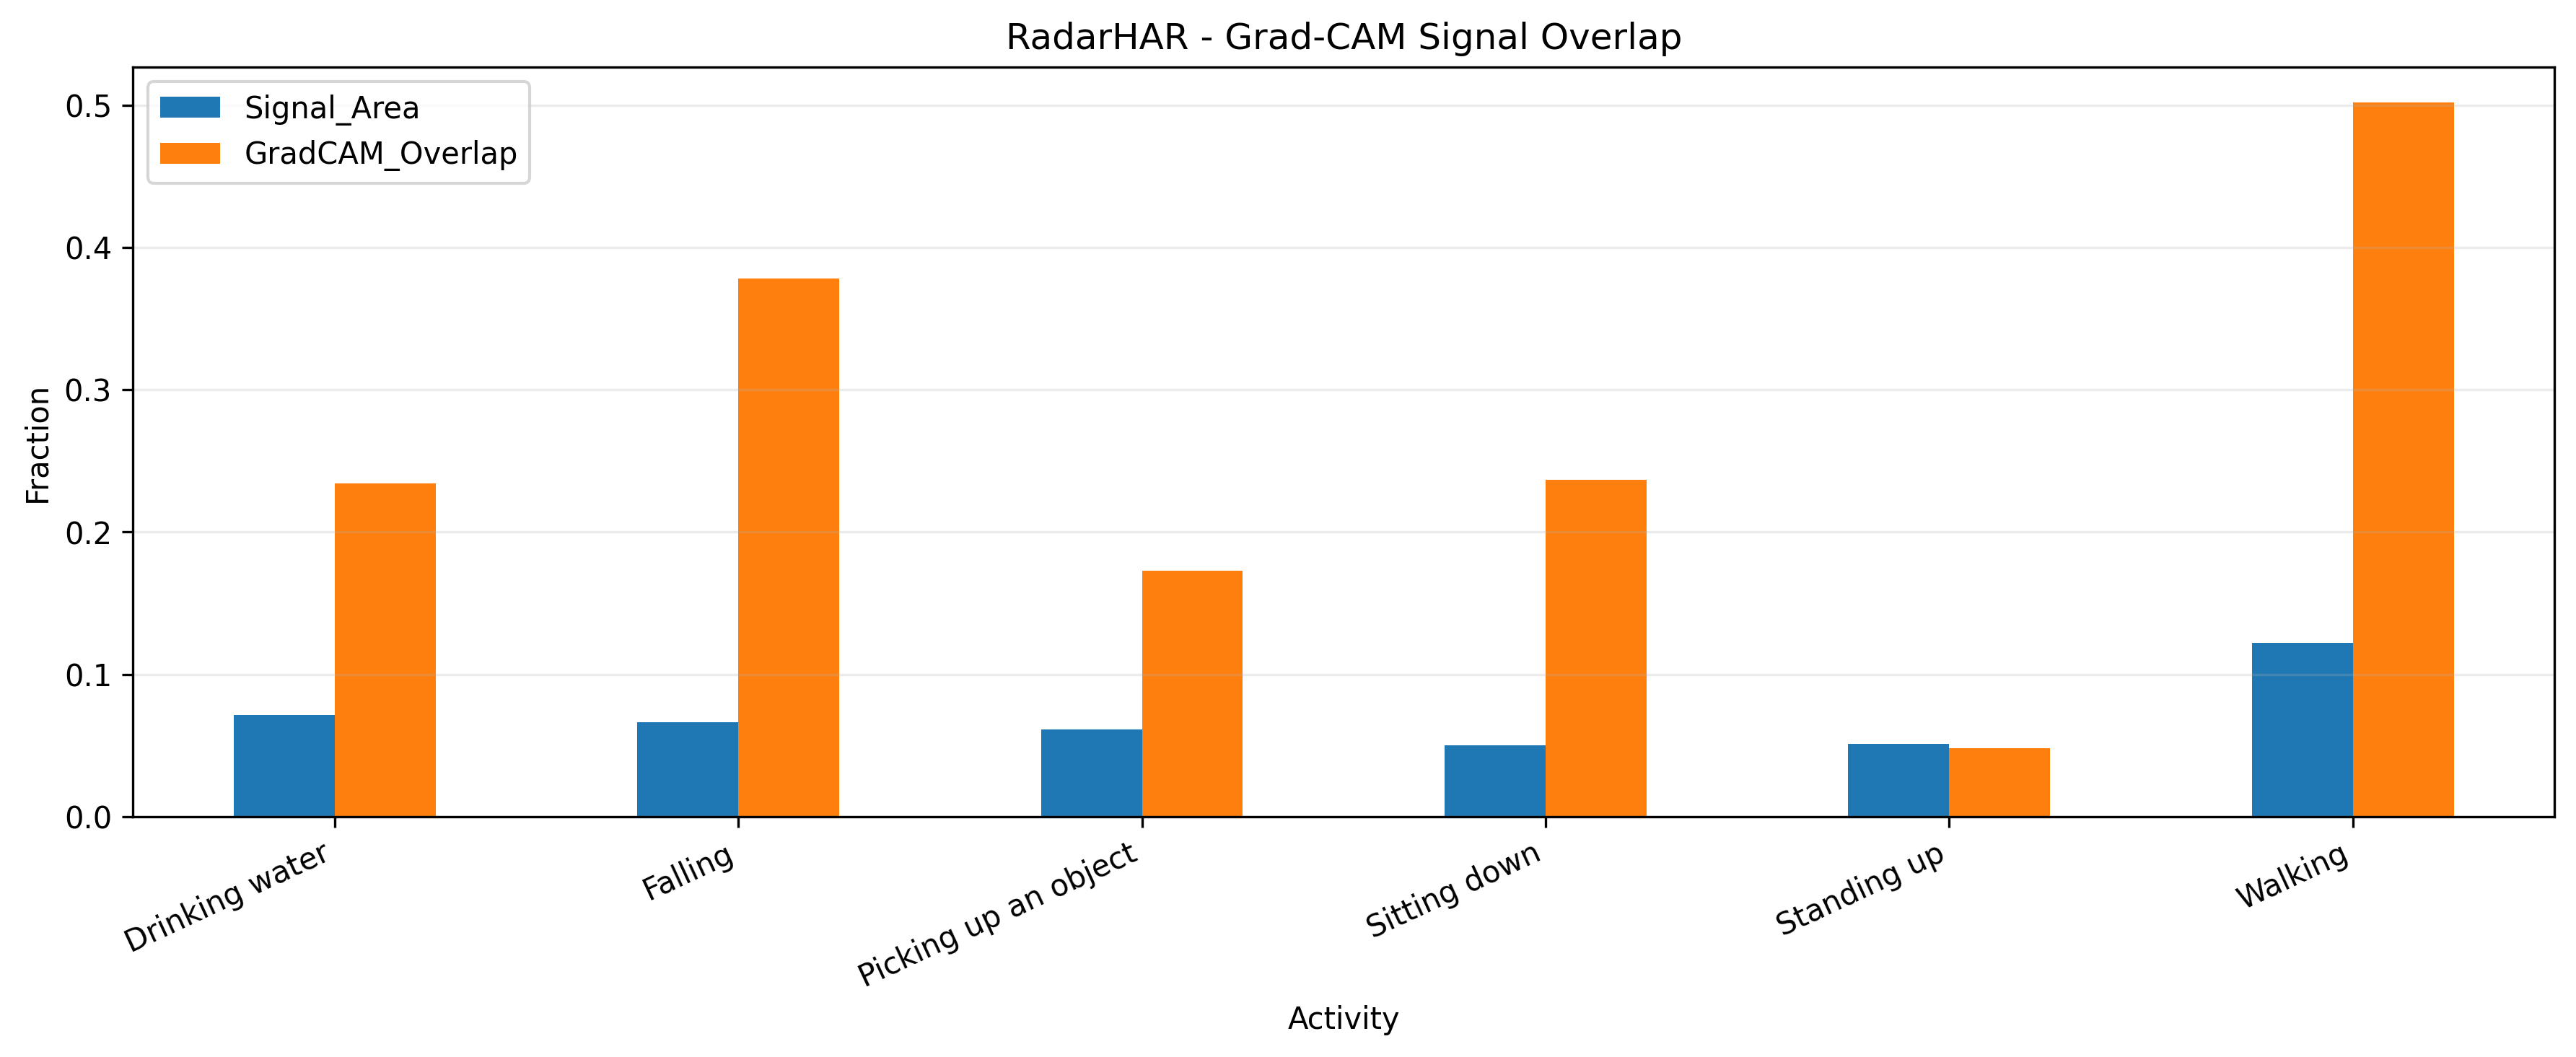 RadarHAR - Grad-CAM Signal Overlap
Signal_Area
GradCAM_Overlap
Fraction
0.5
0.4
0.3
0.2
0.1
0.0
Drinking water
Falling
Picking up an object
Sitting down
Standing up
Walking
Activity